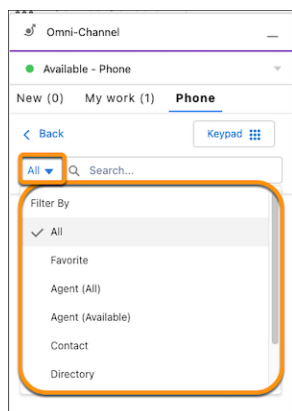 Omni-Channel
Available - Phone
New (0) My work (1) Phone
Back Keypad
All Search...
Filter By
All
Favorite
Agent (All)
Agent (Available)
Contact
Directory